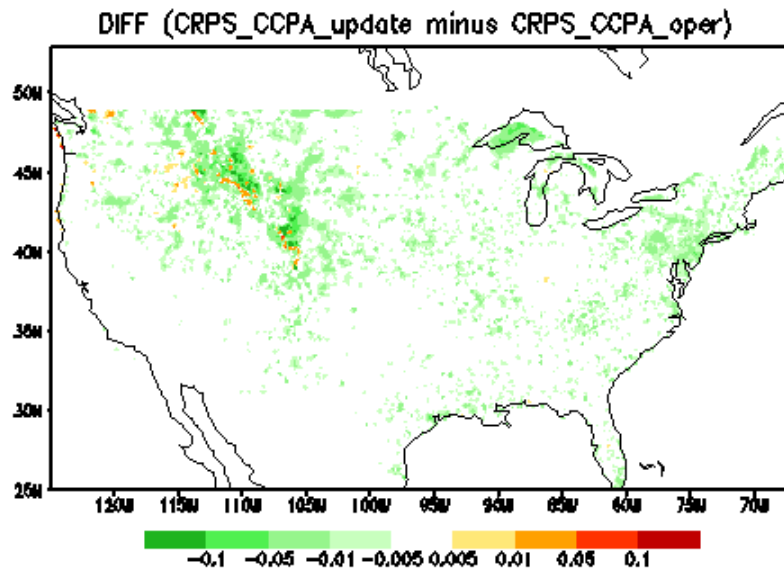 DIFF (CRPS_CCPA_update minus CRPS_CCPA_oper)
50N
45N
40N
35N
30N
25N
120W 115W 110W 105W 100W 95W 90W 85W 80W 75W 70W
-0.1 -0.05 -0.01 -0.005 0.005 0.01 0.05 0.1